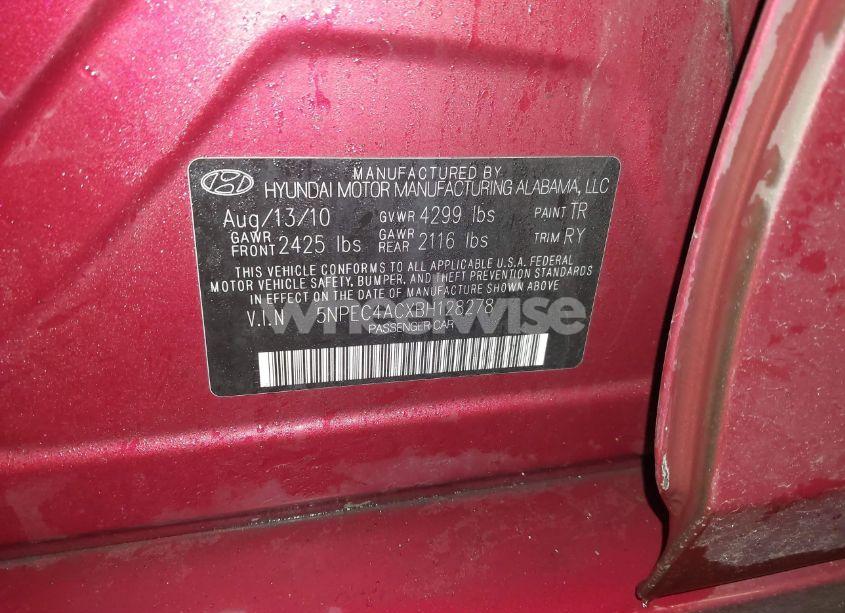 MANUFACTURED BY
HYUNDAI MOTOR MANUFACTURING ALABAMA, LLC
Aug/13/10 GVWR 4299 lbs PAINT TR
GAWR FRONT 2425 lbs GAWR REAR 2116 lbs TRIM RY
THIS VEHICLE CONFORMS TO ALL APPLICABLE U.S.A. FEDERAL
MOTOR VEHICLE SAFETY, BUMPER, AND THEFT PREVENTION STANDARDS
IN EFFECT ON THE DATE OF MANUFACTURE SHOWN ABOVE
V.I.N 5NPEC4ACXBH128278
PASSENGER CAR
wheelwise